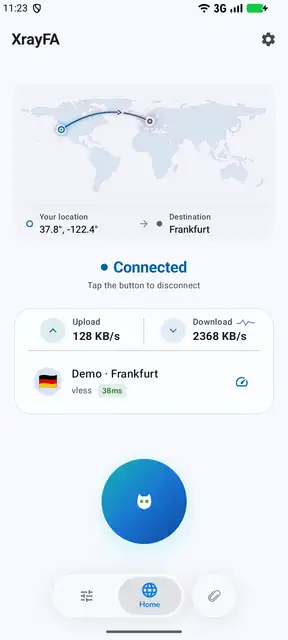 11:23
3G
XrayFA
Your location
37.8°, -122.4°
Destination
Frankfurt
Connected
Tap the button to disconnect
Upload
128 KB/s
Download
2368 KB/s
Demo · Frankfurt
vless 38ms
Home